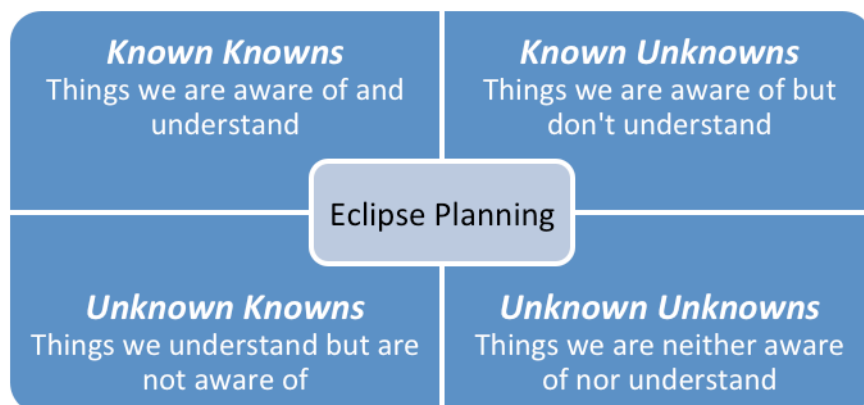 Known Knowns
Things we are aware of and
understand
Known Unknowns
Things we are aware of but
don't understand
Eclipse Planning
Unknown Knowns
Things we understand but are
not aware of
Unknown Unknowns
Things we are neither aware
of nor understand